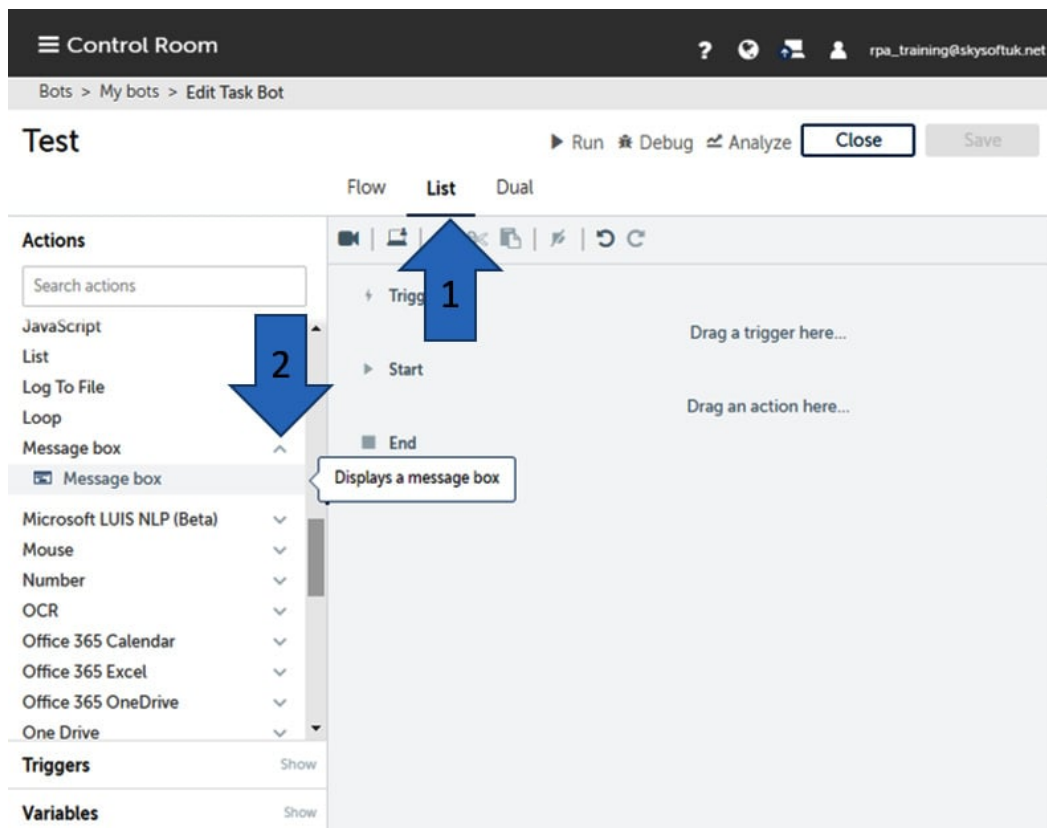 Control Room
rpa_training@skysoftuk.net
Bots > My bots > Edit Task Bot
Test
Run Debug Analyze Close Save
Flow List Dual
Actions
Search actions
JavaScript
List
Log To File
Loop
Message box
Message box
Microsoft LUIS NLP (Beta)
Mouse
Number
OCR
Office 365 Calendar
Office 365 Excel
Office 365 OneDrive
One Drive
Triggers Show
Variables Show
1
2
Drag a trigger here...
Start
Drag an action here...
End
Displays a message box